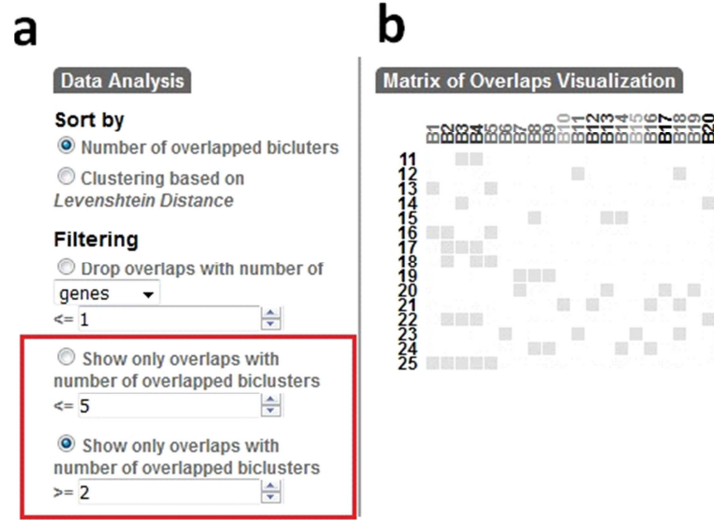 a
Data Analysis
Sort by
Number of overlapped bicluters
Clustering based on
Levenshtein Distance
Filtering
Drop overlaps with number of
genes
<= 1
Show only overlaps with
number of overlapped biclusters
<= 5
Show only overlaps with
number of overlapped biclusters
>= 2
b
Matrix of Overlaps Visualization
B1 B2 B3 B4 B5 B6 B7 B8 B9 B10 B11 B12 B13 B14 B15 B16 B17 B18 B19 B20
11
12
13
14
15
16
17
18
19
20
21
22
23
24
25